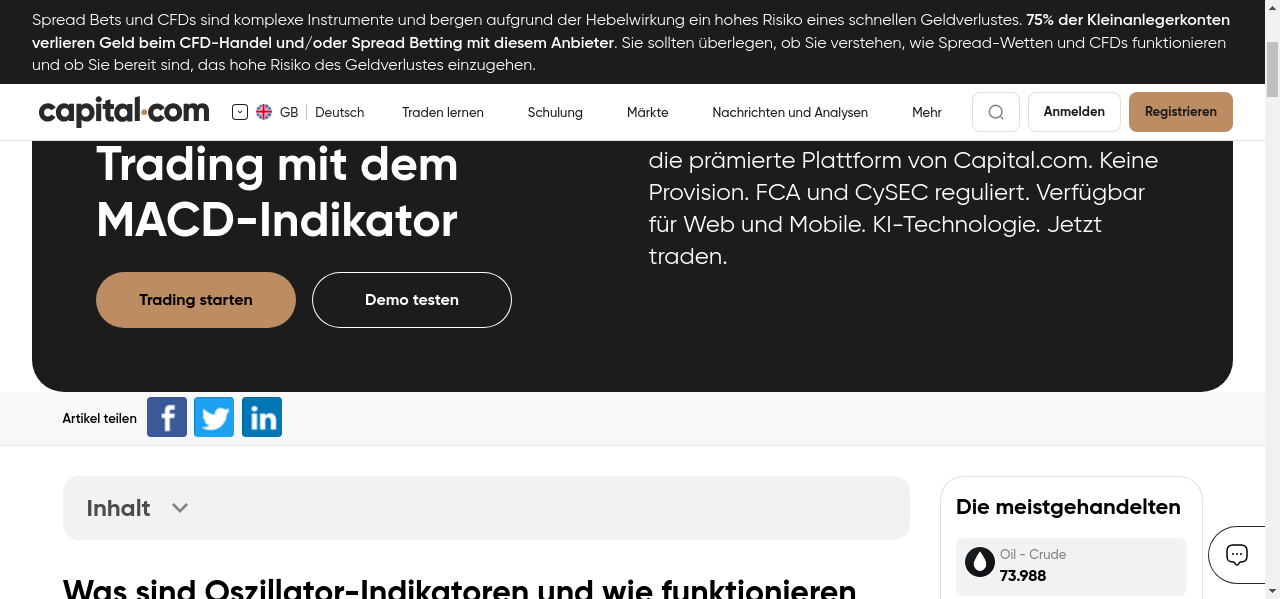 Spread Bets und CFDs sind komplexe Instrumente und bergen aufgrund der Hebelwirkung ein hohes Risiko eines schnellen Geldverlustes. 75% der Kleinanlegerkonten
verlieren Geld beim CFD-Handel und/oder Spread Betting mit diesem Anbieter. Sie sollten überlegen, ob Sie verstehen, wie Spread-Wetten und CFDs funktionieren
und ob Sie bereit sind, das hohe Risiko des Geldverlustes einzugehen.
capital.com GB Deutsch Traden lernen Schulung Märkte Nachrichten und Analysen Mehr Anmelden Registrieren
Trading mit dem
MACD-Indikator
die prämierte Plattform von Capital.com. Keine
Provision. FCA und CySEC reguliert. Verfügbar
für Web und Mobile. KI-Technologie. Jetzt
traden.
Trading starten Demo testen
Artikel teilen
Inhalt
Was sind Oszillator-Indikatoren und wie funktionieren
Die meistgehandelten
Oil - Crude
73.988